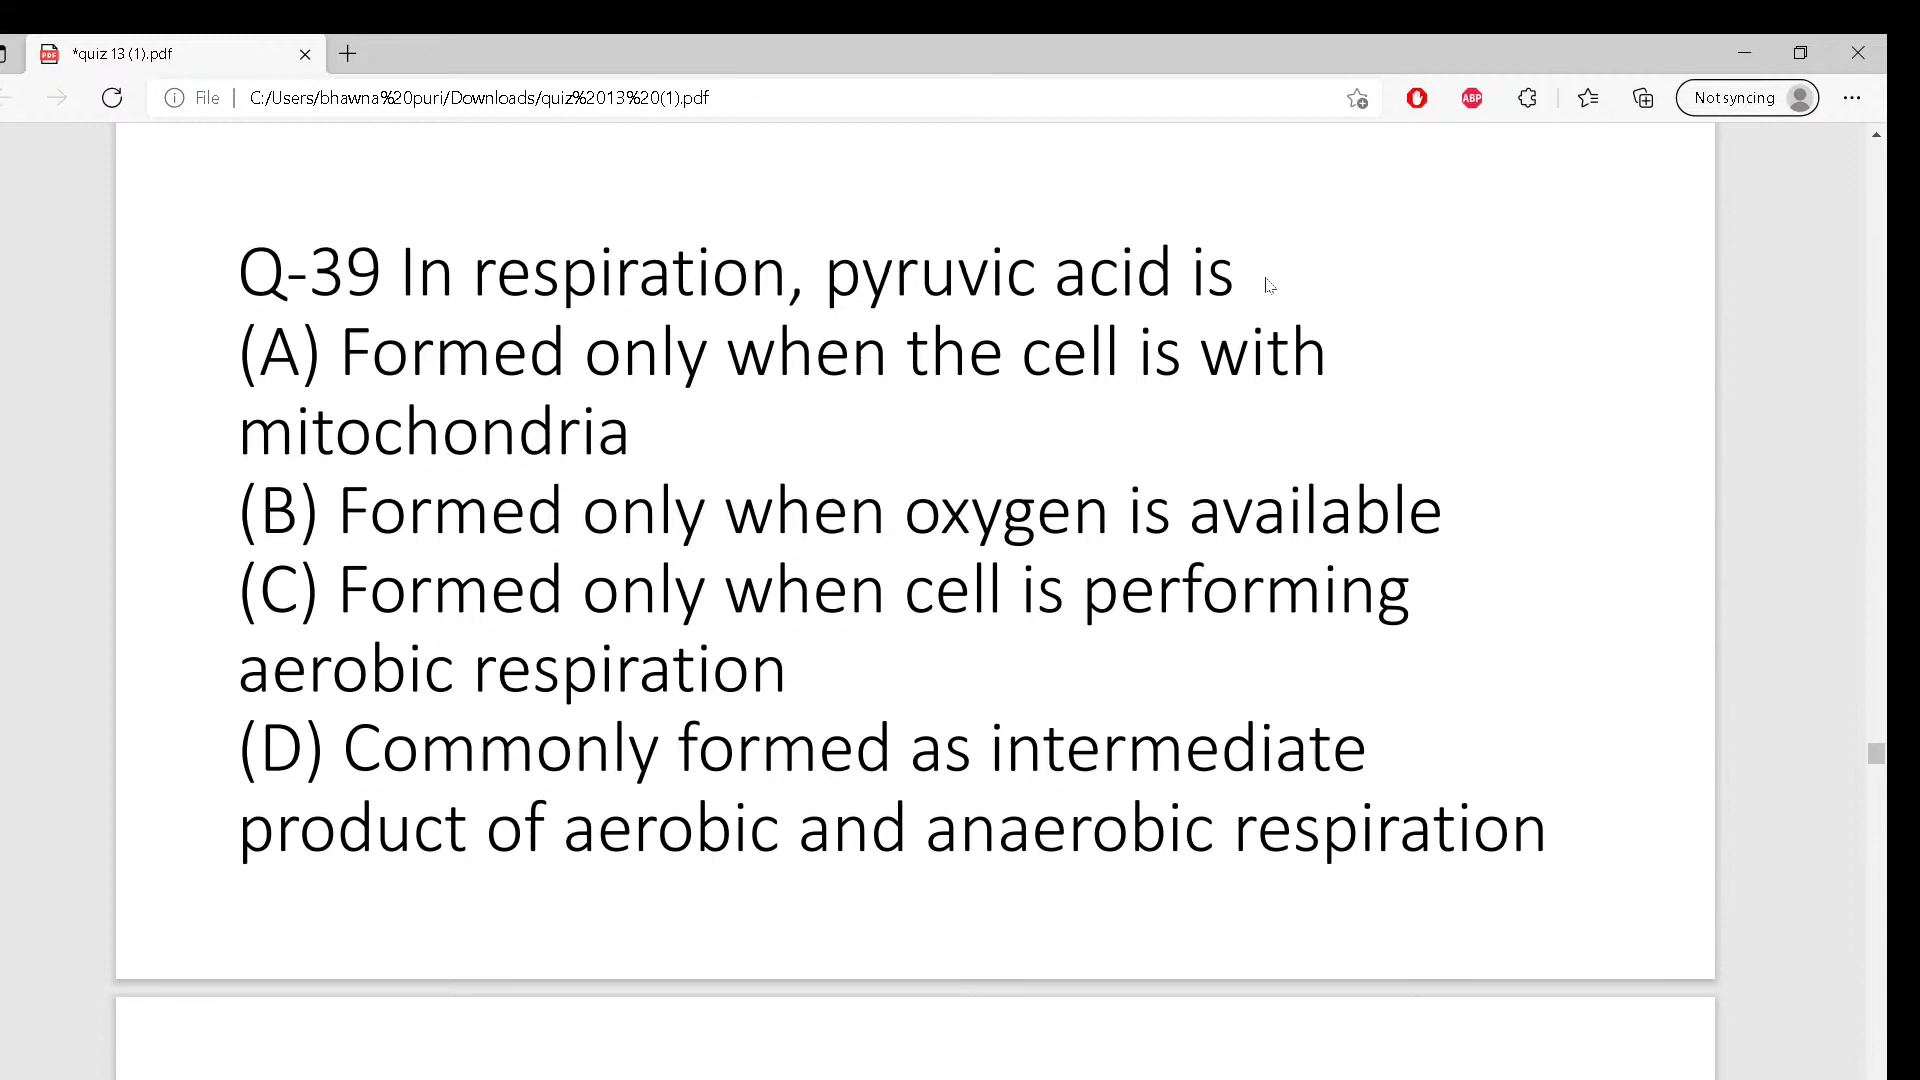 *quiz 13 (1).pdf
File
C:/Users/bhawna%20puri/Downloads/quiz%2013%20(1).pdf
ABP
Not syncing
Q-39 In respiration, pyruvic acid is
(A) Formed only when the cell is with
mitochondria
(B) Formed only when oxygen is available
(C) Formed only when cell is performing
aerobic respiration
(D) Commonly formed as intermediate
product of aerobic and anaerobic respiration